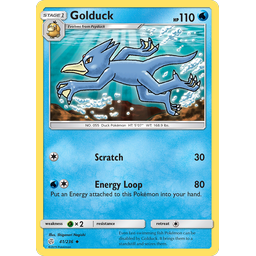 STAGE 1
Golduck
HP 110
Evolves from Psyduck
NO. 055 Duck Pokémon HT: 5'07" WT: 168.9 lbs.
Scratch 30
Energy Loop 80
Put an Energy attached to this Pokémon into your hand.
weakness ×2 resistance retreat
Illus. Shigenori Negishi
41/236